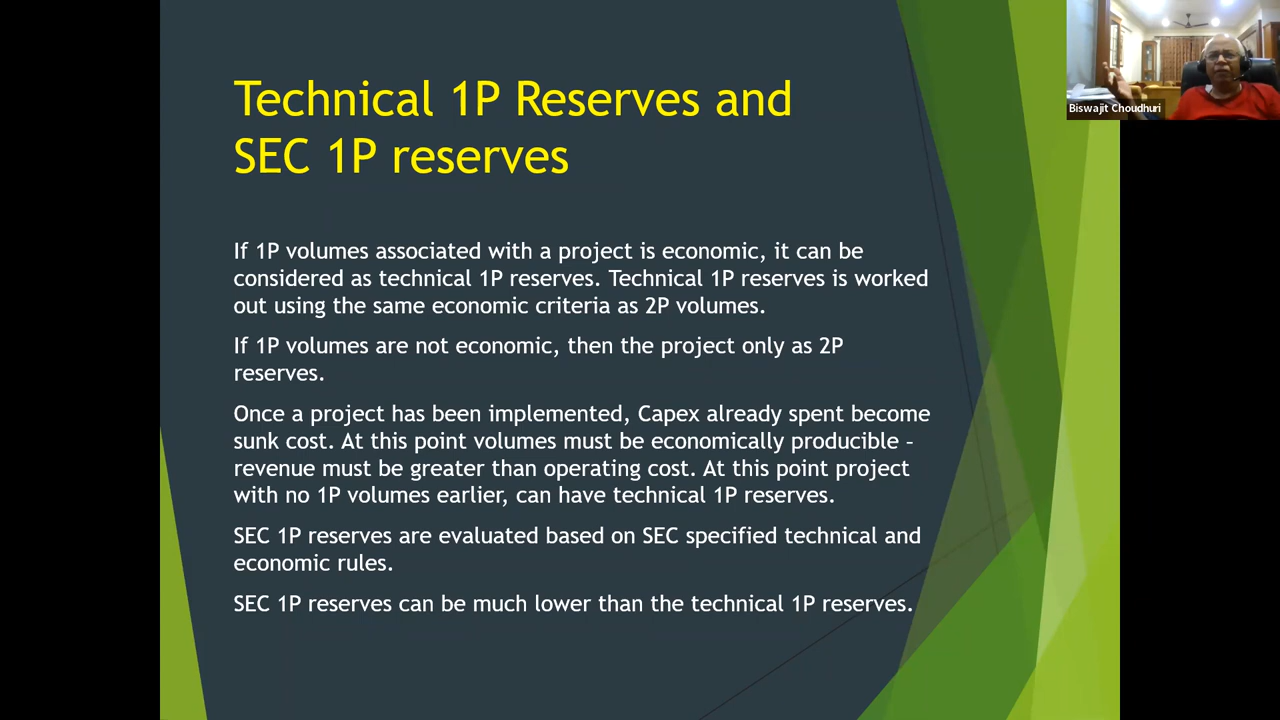 Technical 1P Reserves and
SEC 1P reserves
Biswajit Choudhuri
If 1P volumes associated with a project is economic, it can be
considered as technical 1P reserves. Technical 1P reserves is worked
out using the same economic criteria as 2P volumes.
If 1P volumes are not economic, then the project only as 2P
reserves.
Once a project has been implemented, Capex already spent become
sunk cost. At this point volumes must be economically producible –
revenue must be greater than operating cost. At this point project
with no 1P volumes earlier, can have technical 1P reserves.
SEC 1P reserves are evaluated based on SEC specified technical and
economic rules.
SEC 1P reserves can be much lower than the technical 1P reserves.